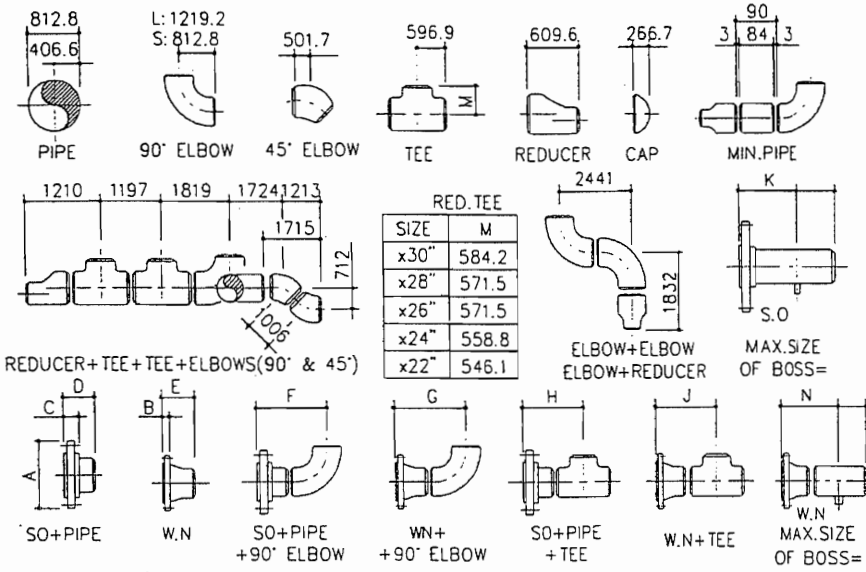 812.8
406.6
PIPE
L: 1219.2
S: 812.8
90° ELBOW
501.7
45° ELBOW
596.9
M
TEE
609.6
REDUCER
266.7
CAP
90
3 84 3
MIN.PIPE
1210 1197 1819 1724 1213
1715
712
1006
REDUCER+TEE+TEE+ELBOWS(90° & 45°)
RED.TEE
SIZE M
x30" 584.2
x28" 571.5
x26" 571.5
x24" 558.8
x22" 546.1
2441
1832
ELBOW+ELBOW
ELBOW+REDUCER
K
S.O
MAX.SIZE
OF BOSS=
D
C
A
SO+PIPE
E
B
W.N
F
SO+PIPE
+90° ELBOW
G
WN+
+90° ELBOW
H
SO+PIPE
+TEE
J
W.N+TEE
N
W.N
MAX.SIZE
OF BOSS=